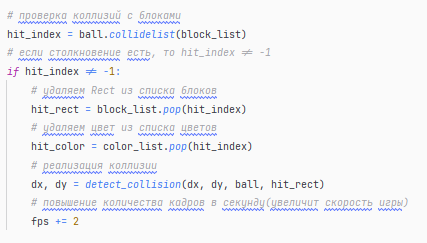 # проверка коллизий с блоками
hit_index = ball.collidelist(block_list)
# если столкновение есть, то hit_index ≠ -1
if hit_index ≠ -1:
# удаляем Rect из списка блоков
hit_rect = block_list.pop(hit_index)
# удаляем цвет из списка цветов
hit_color = color_list.pop(hit_index)
# реализация коллизии
dx, dy = detect_collision(dx, dy, ball, hit_rect)
# повышение количества кадров в секунду(увеличит скорость игры)
fps += 2